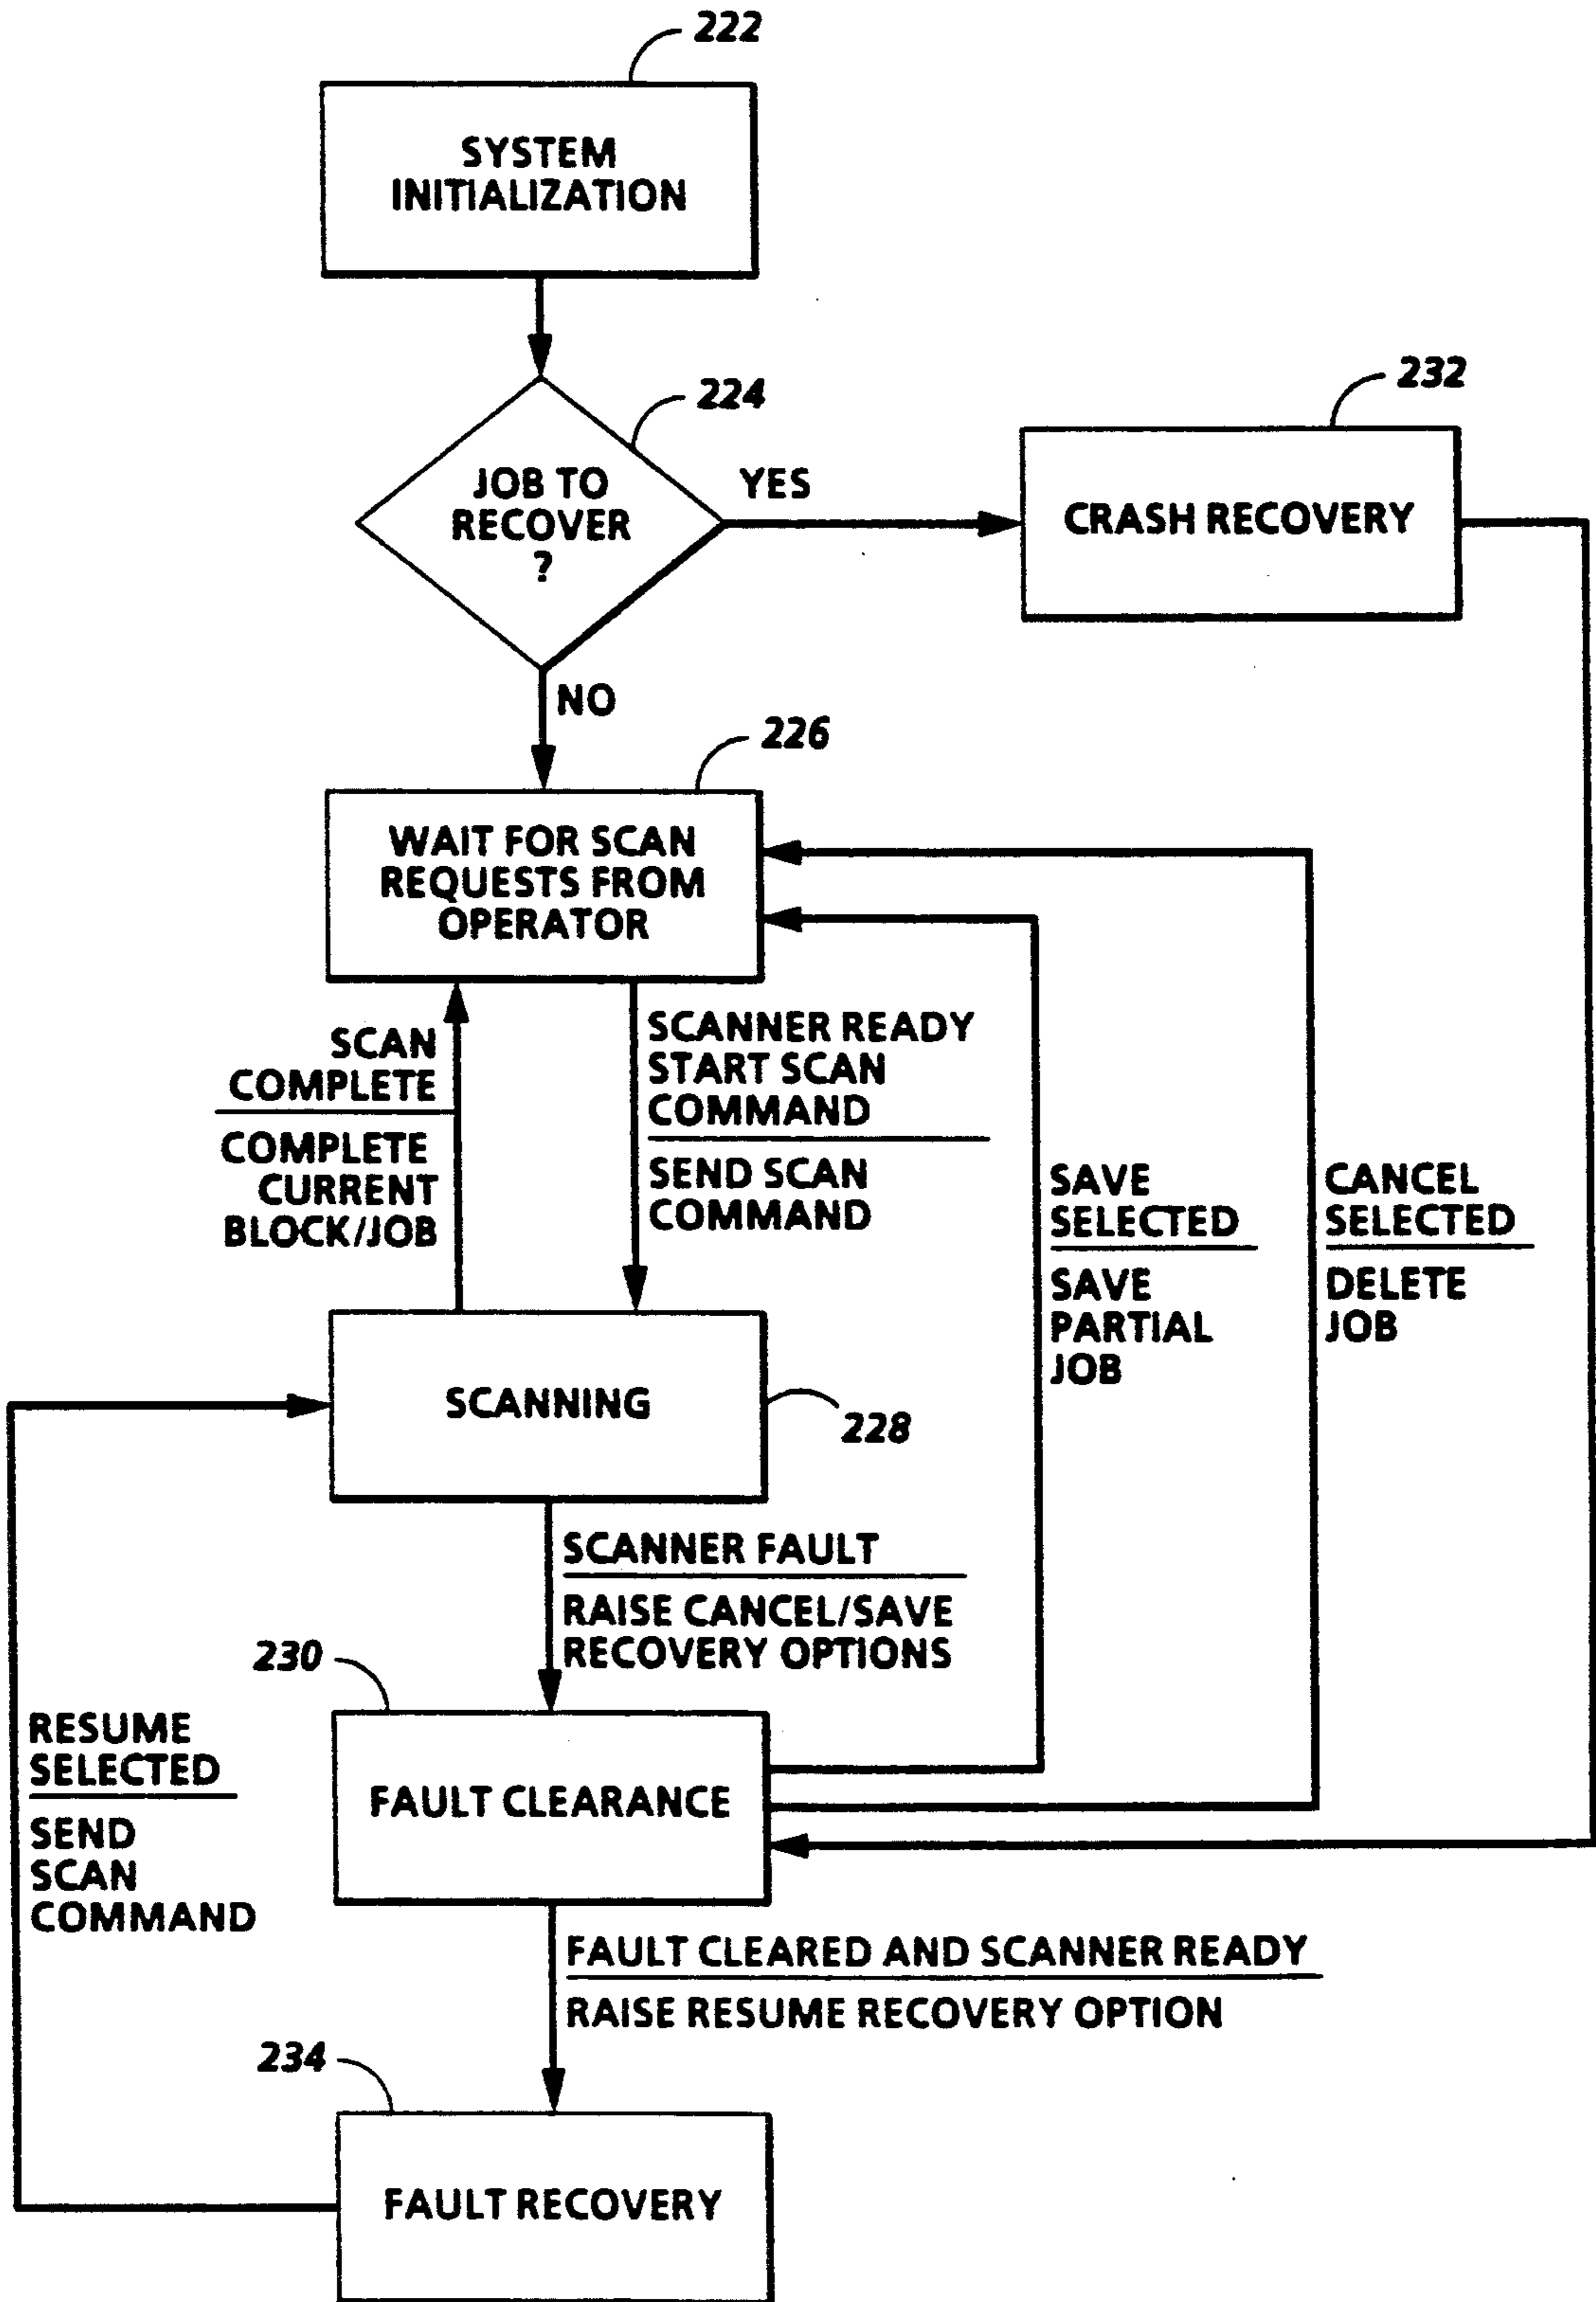 222
SYSTEM
INITIALIZATION
224
232
JOB TO
RECOVER
?
YES
CRASH RECOVERY
NO
226
WAIT FOR SCAN
REQUESTS FROM
OPERATOR
SCAN
COMPLETE
COMPLETE
CURRENT
BLOCK/JOB
SCANNER READY
START SCAN
COMMAND
SEND SCAN
COMMAND
SAVE
SELECTED
SAVE
PARTIAL
JOB
CANCEL
SELECTED
DELETE
JOB
SCANNING
228
SCANNER FAULT
RAISE CANCEL/SAVE
RECOVERY OPTIONS
230
RESUME
SELECTED
SEND
SCAN
COMMAND
FAULT CLEARANCE
FAULT CLEARED AND SCANNER READY
RAISE RESUME RECOVERY OPTION
234
FAULT RECOVERY